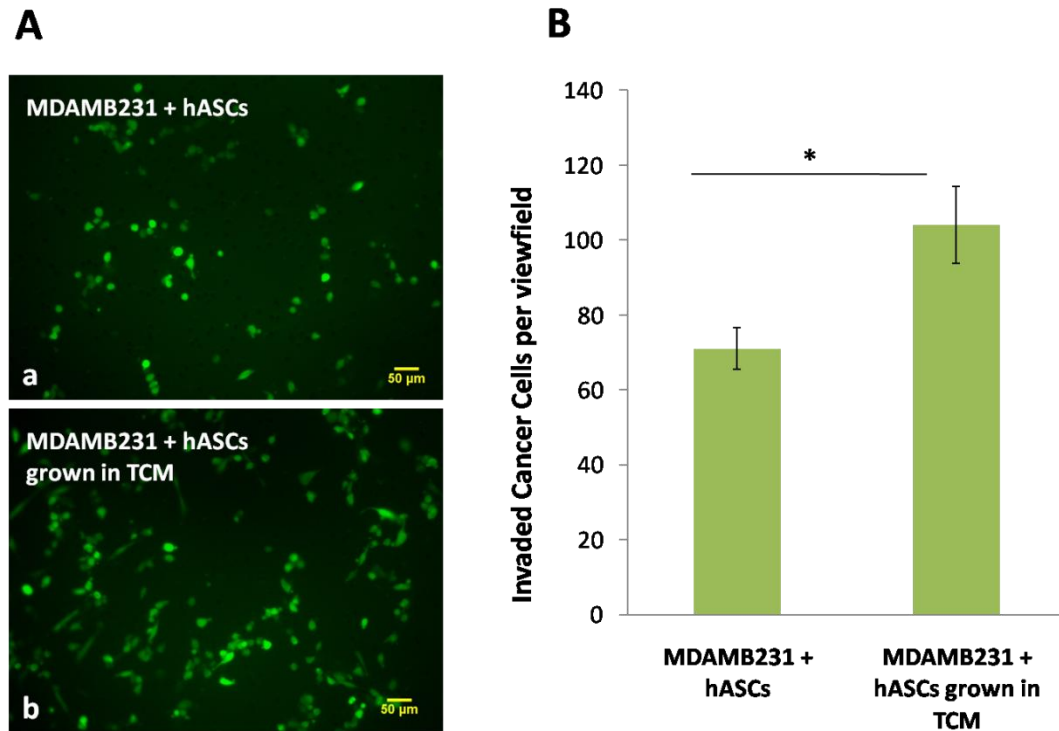 A
MDAMB231 + hASCs
a
50 µm
MDAMB231 + hASCs
grown in TCM
b
50 µm
B
Invaded Cancer Cells per viewfield
140
120
100
80
60
40
20
0
*
MDAMB231 +
hASCs
MDAMB231 +
hASCs grown in
TCM